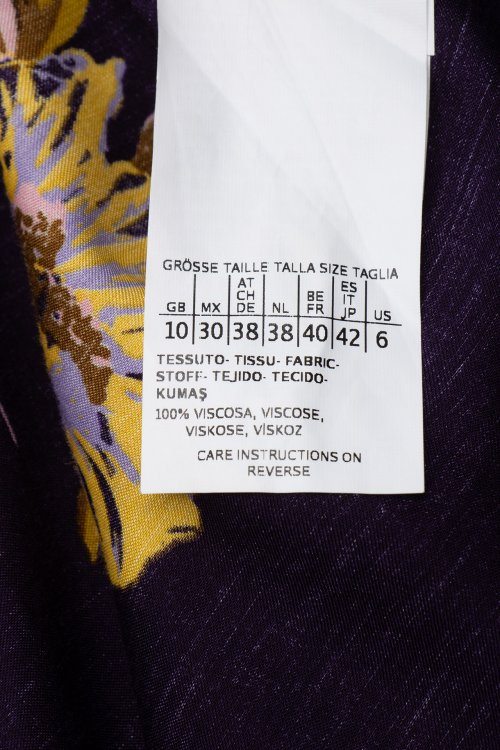 GRÖSSE TAILLE TALLA SIZE TAGLIA
GB MX AT CH DE NL BE FR ES IT JP US
10 30 38 38 40 42 6
TESSUTO- TISSU- FABRIC-
STOFF- TEJIDO- TECIDO-
KUMAŞ
100% VISCOSA, VISCOSE,
VISKOSE, VİSKOZ
CARE INSTRUCTIONS ON
REVERSE